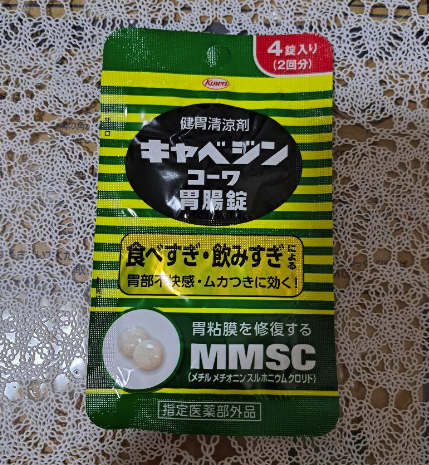 4錠入り
(2回分)
Kowa
健胃清涼剤
キャベジン
コーワ
胃腸錠
食べすぎ・飲みすぎによる
胃部不快感・ムカつきに効く!
胃粘膜を修復する
MMSC
(メチルメチオニンスルホニウムクロリド)
指定医薬部外品